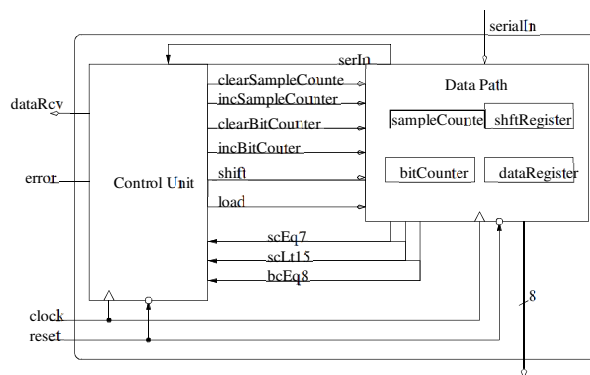 serialIn
serIn
Data Path
clearSampleCounte
incSampleCounter
clearBitCounter
incBitCouter
shift
load
dataRcv
error
Control Unit
sampleCounte
shftRegister
bitCounter
dataRegister
scEq7
scLt15
bcEq8
clock
reset
8